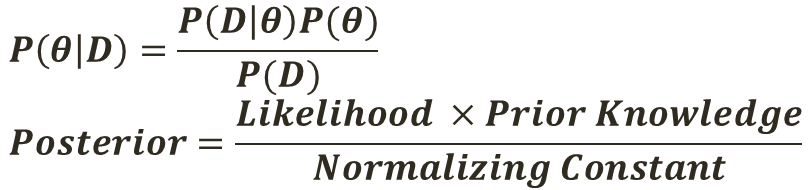 P(θ|D) = P(D|θ)P(θ) / P(D)
Posterior = Likelihood × Prior Knowledge / Normalizing Constant